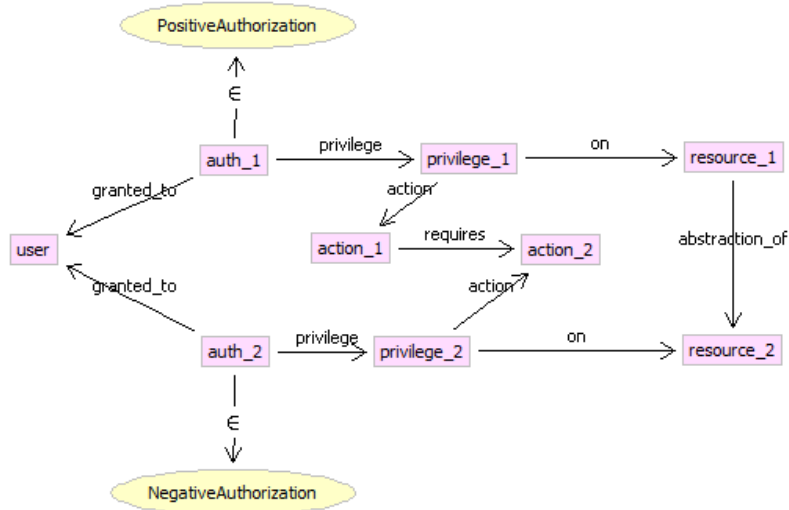 PositiveAuthorization
∈
auth_1
privilege
privilege_1
on
resource_1
granted_to
action
user
action_1
requires
action_2
abstraction_of
granted_to
action
auth_2
privilege
privilege_2
on
resource_2
∈
NegativeAuthorization